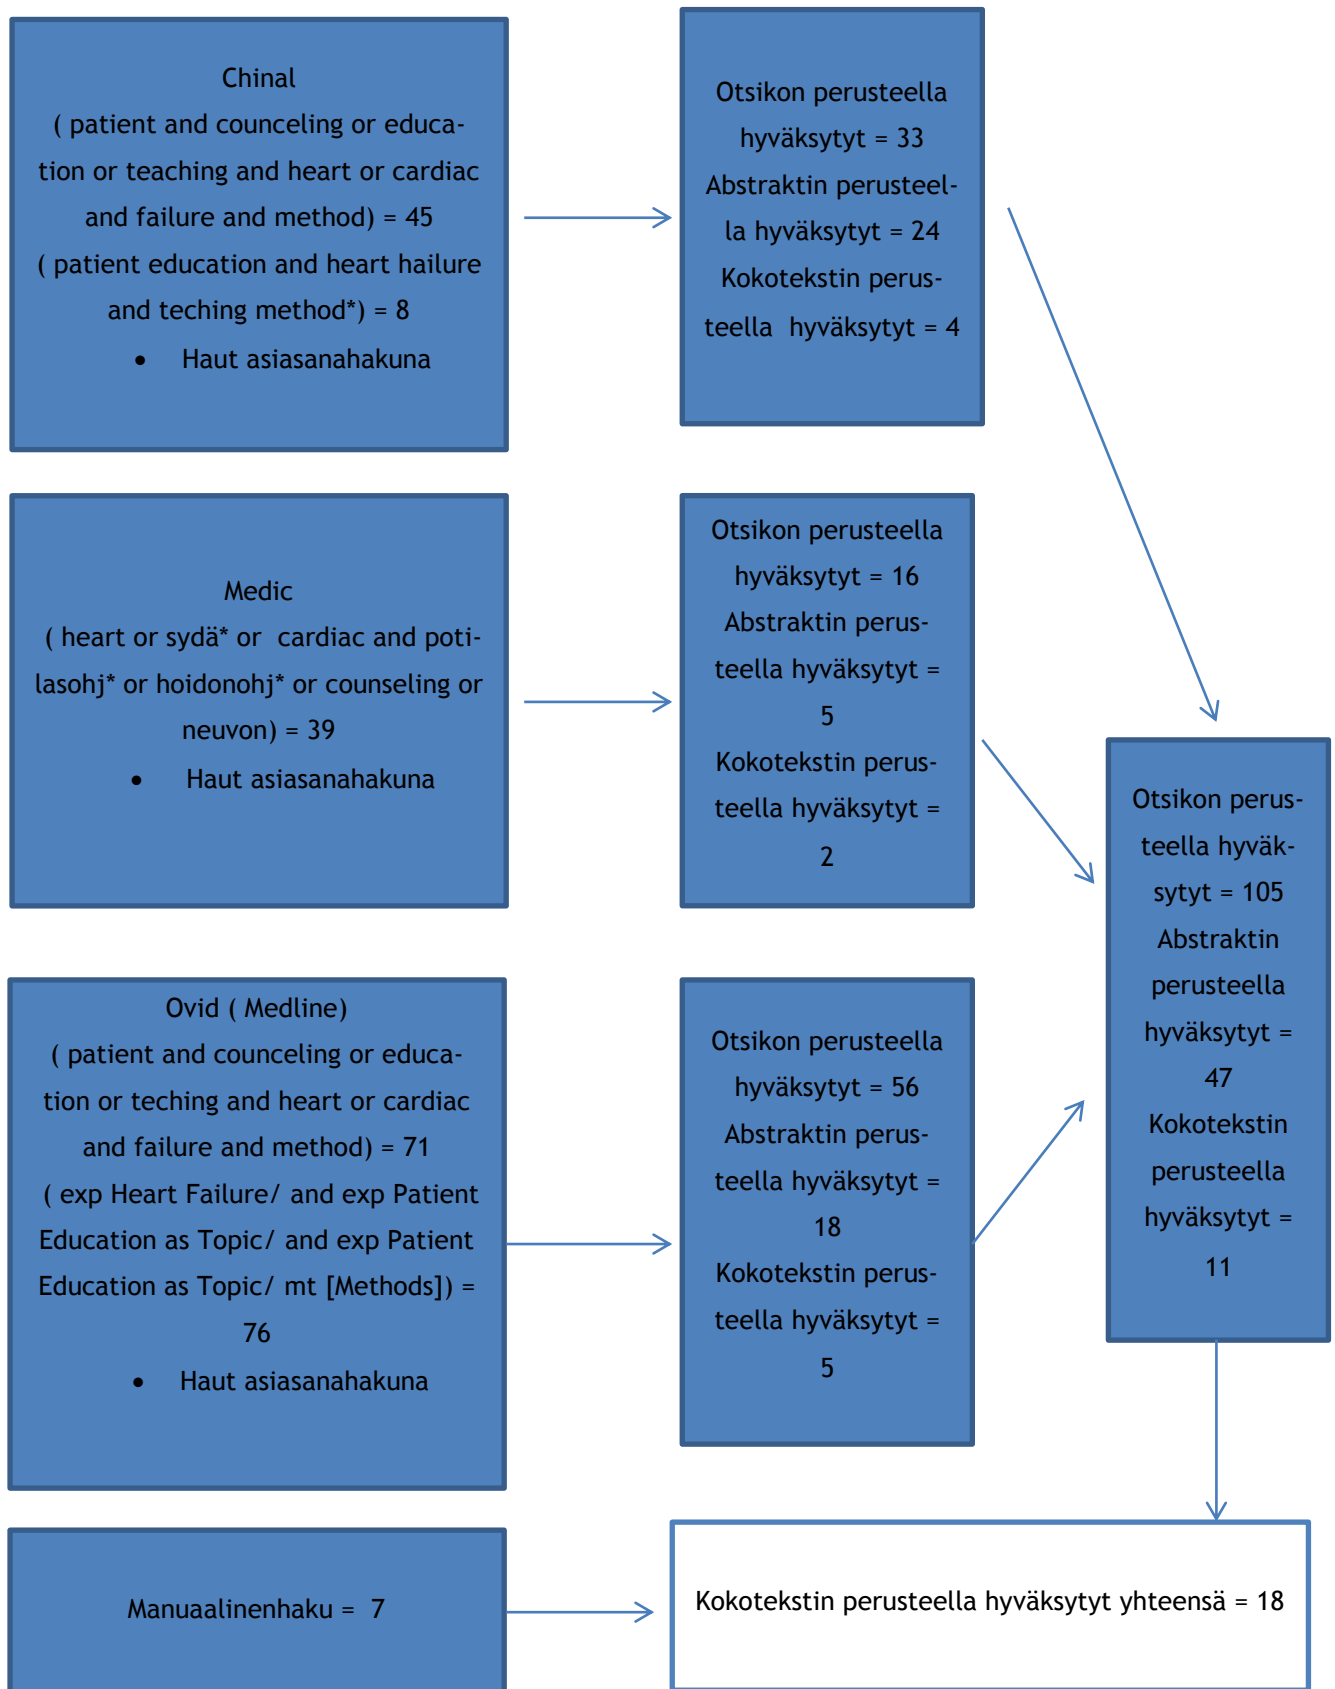 Chinal
( patient and counceling or educa-
tion or teaching and heart or cardiac
and failure and method) = 45
( patient education and heart hailure
and teching method*) = 8
• Haut asiasanahakuna
Otsikon perusteella
hyväksytyt = 33
Abstraktin perusteel-
la hyväksytyt = 24
Kokotekstin perus-
teella hyväksytyt = 4
Medic
( heart or sydä* or cardiac and poti-
lasohj* or hoidonohj* or counseling or
neuvon) = 39
• Haut asiasanahakuna
Otsikon perusteella
hyväksytyt = 16
Abstraktin perus-
teella hyväksytyt =
5
Kokotekstin perus-
teella hyväksytyt =
2
Ovid ( Medline)
( patient and counceling or educa-
tion or teching and heart or cardiac
and failure and method) = 71
( exp Heart Failure/ and exp Patient
Education as Topic/ and exp Patient
Education as Topic/ mt [Methods]) =
76
• Haut asiasanahakuna
Otsikon perusteella
hyväksytyt = 56
Abstraktin perus-
teella hyväksytyt =
18
Kokotekstin perus-
teella hyväksytyt =
5
Otsikon perus-
teella hyväk-
sytyt = 105
Abstraktin
perusteella
hyväksytyt =
47
Kokotekstin
perusteella
hyväksytyt =
11
Manuaalinenhaku = 7
Kokotekstin perusteella hyväksytyt yhteensä = 18